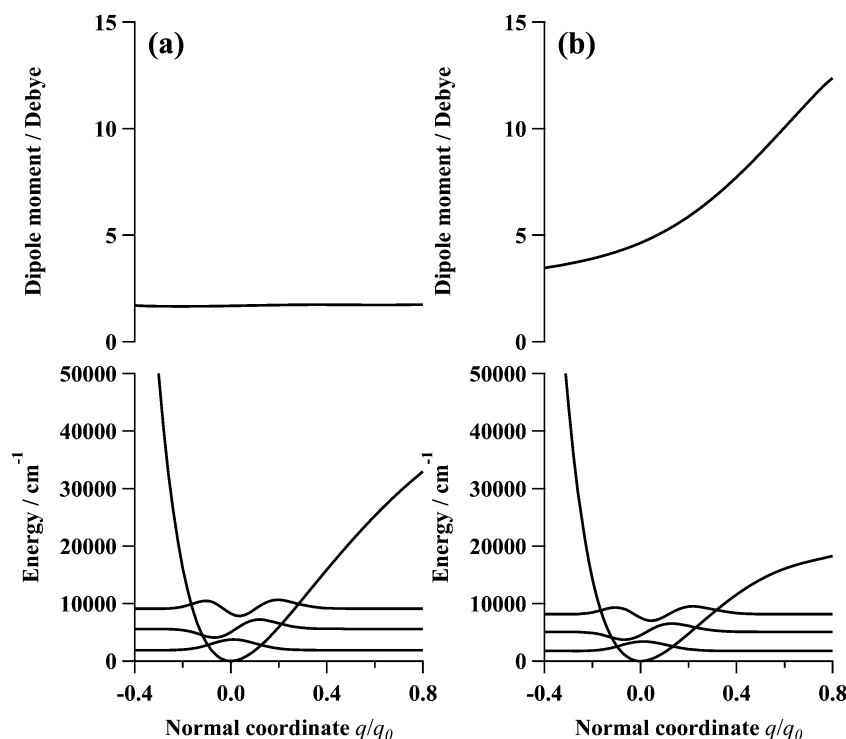 (a)
Dipole moment / Debye
15
10
5
0
Energy / cm⁻¹
50000
40000
30000
20000
10000
0
-0.4 0.0 0.4 0.8
Normal coordinate q/q₀
(b)
Dipole moment / Debye
15
10
5
0
Energy / cm⁻¹
50000
40000
30000
20000
10000
0
-0.4 0.0 0.4 0.8
Normal coordinate q/q₀